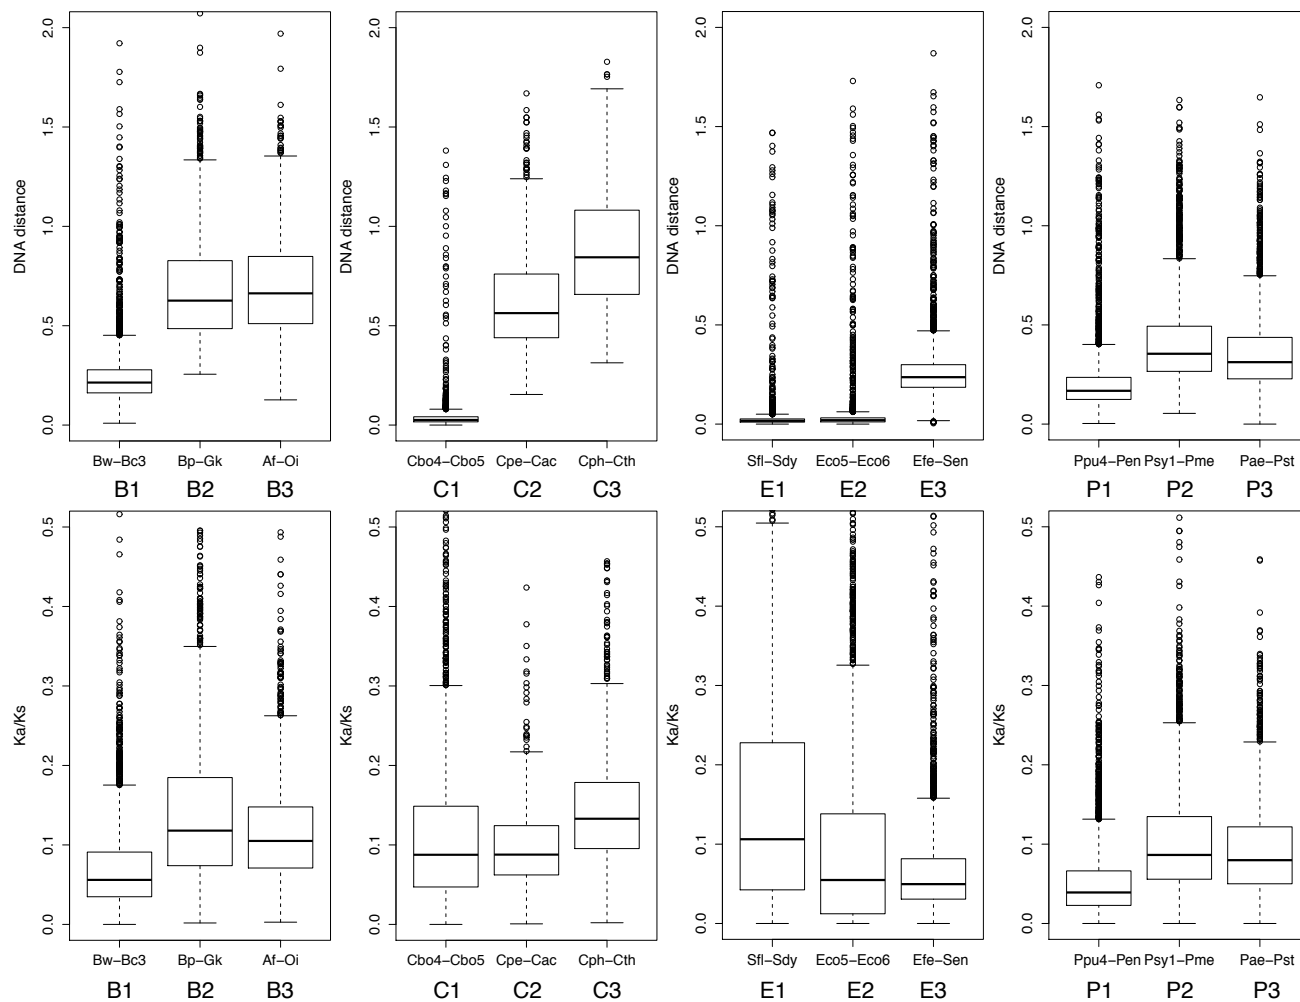 DNA distance
0.0 0.5 1.0 1.5 2.0
Bw−Bc3 Bp−Gk Af−Oi
B1 B2 B3
DNA distance
0.0 0.5 1.0 1.5 2.0
Cbo4−Cbo5 Cpe−Cac Cph−Cth
C1 C2 C3
DNA distance
0.0 0.5 1.0 1.5 2.0
Sfl−Sdy Eco5−Eco6 Efe−Sen
E1 E2 E3
DNA distance
0.0 0.5 1.0 1.5 2.0
Ppu4−Pen Psy1−Pme Pae−Pst
P1 P2 P3
Ka/Ks
0.0 0.1 0.2 0.3 0.4 0.5
Bw−Bc3 Bp−Gk Af−Oi
B1 B2 B3
Ka/Ks
0.0 0.1 0.2 0.3 0.4 0.5
Cbo4−Cbo5 Cpe−Cac Cph−Cth
C1 C2 C3
Ka/Ks
0.0 0.1 0.2 0.3 0.4 0.5
Sfl−Sdy Eco5−Eco6 Efe−Sen
E1 E2 E3
Ka/Ks
0.0 0.1 0.2 0.3 0.4 0.5
Ppu4−Pen Psy1−Pme Pae−Pst
P1 P2 P3